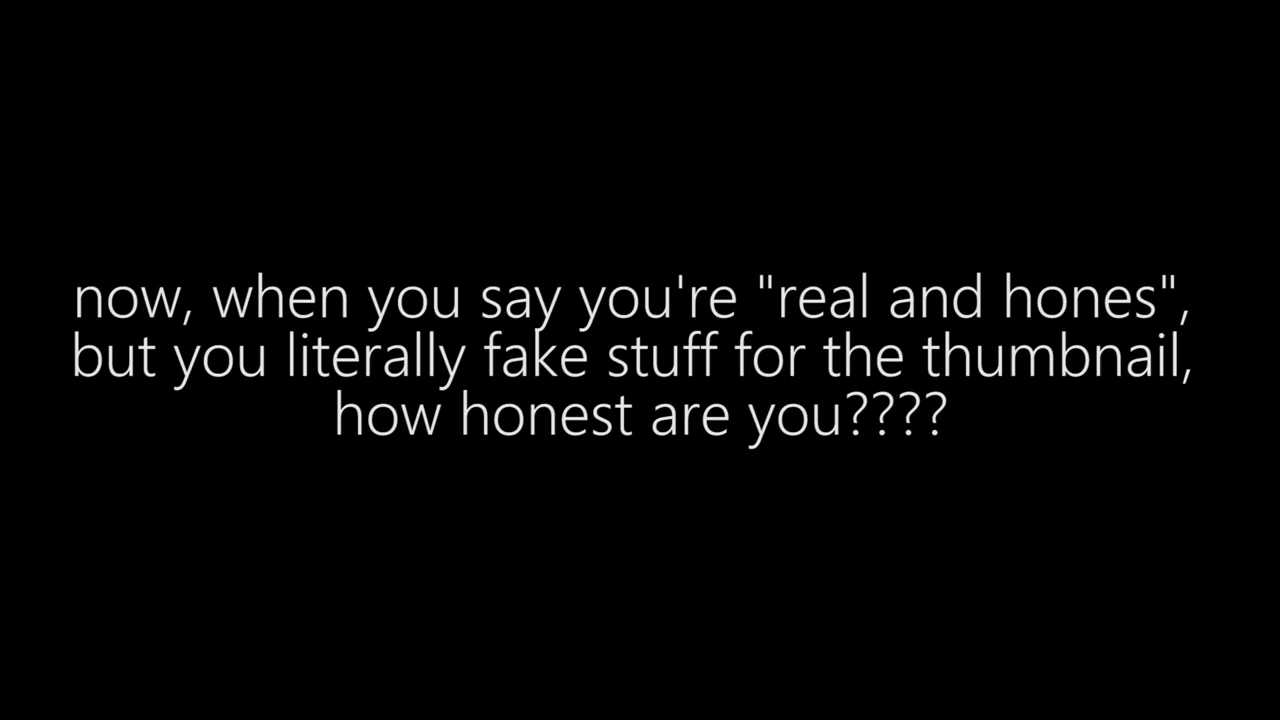 now, when you say you're "real and hones",
but you literally fake stuff for the thumbnail,
how honest are you????